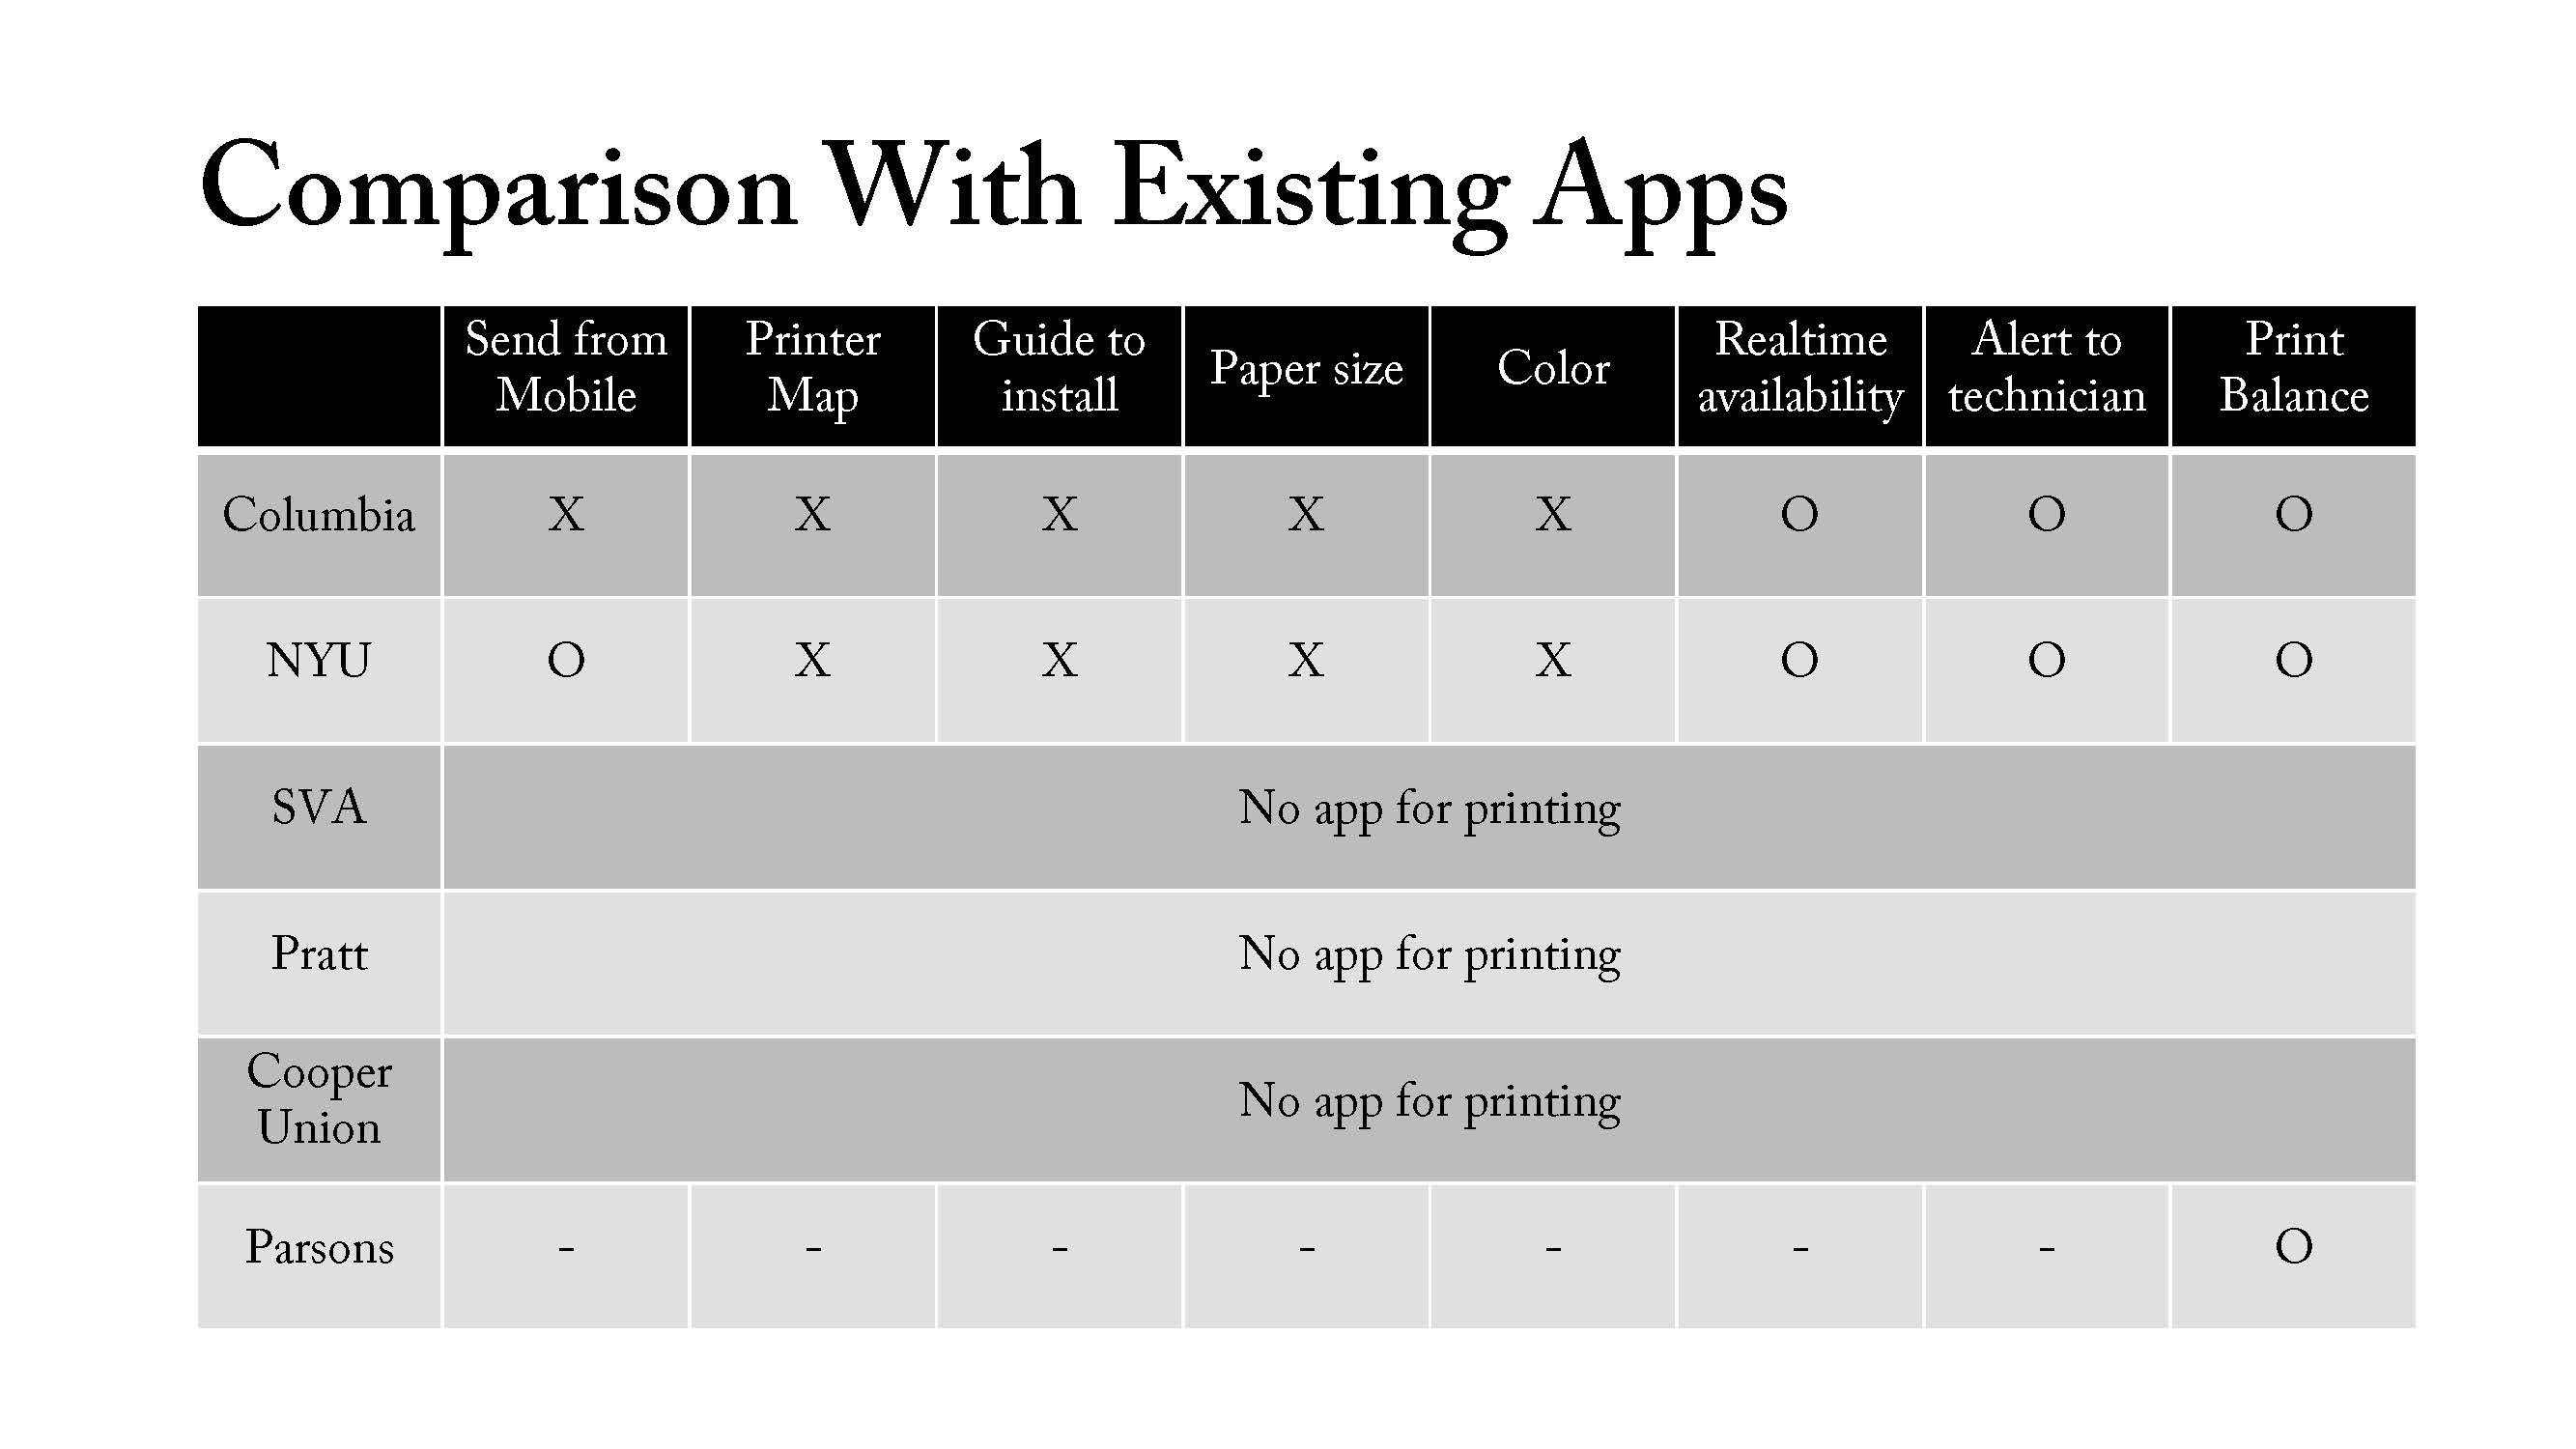 Comparison With Existing Apps
Send from Mobile | Printer Map | Guide to install | Paper size | Color | Realtime availability | Alert to technician | Print Balance
Columbia | X | X | X | X | X | O | O | O
NYU | O | X | X | X | X | O | O | O
SVA | No app for printing
Pratt | No app for printing
Cooper Union | No app for printing
Parsons | - | - | - | - | - | - | - | O